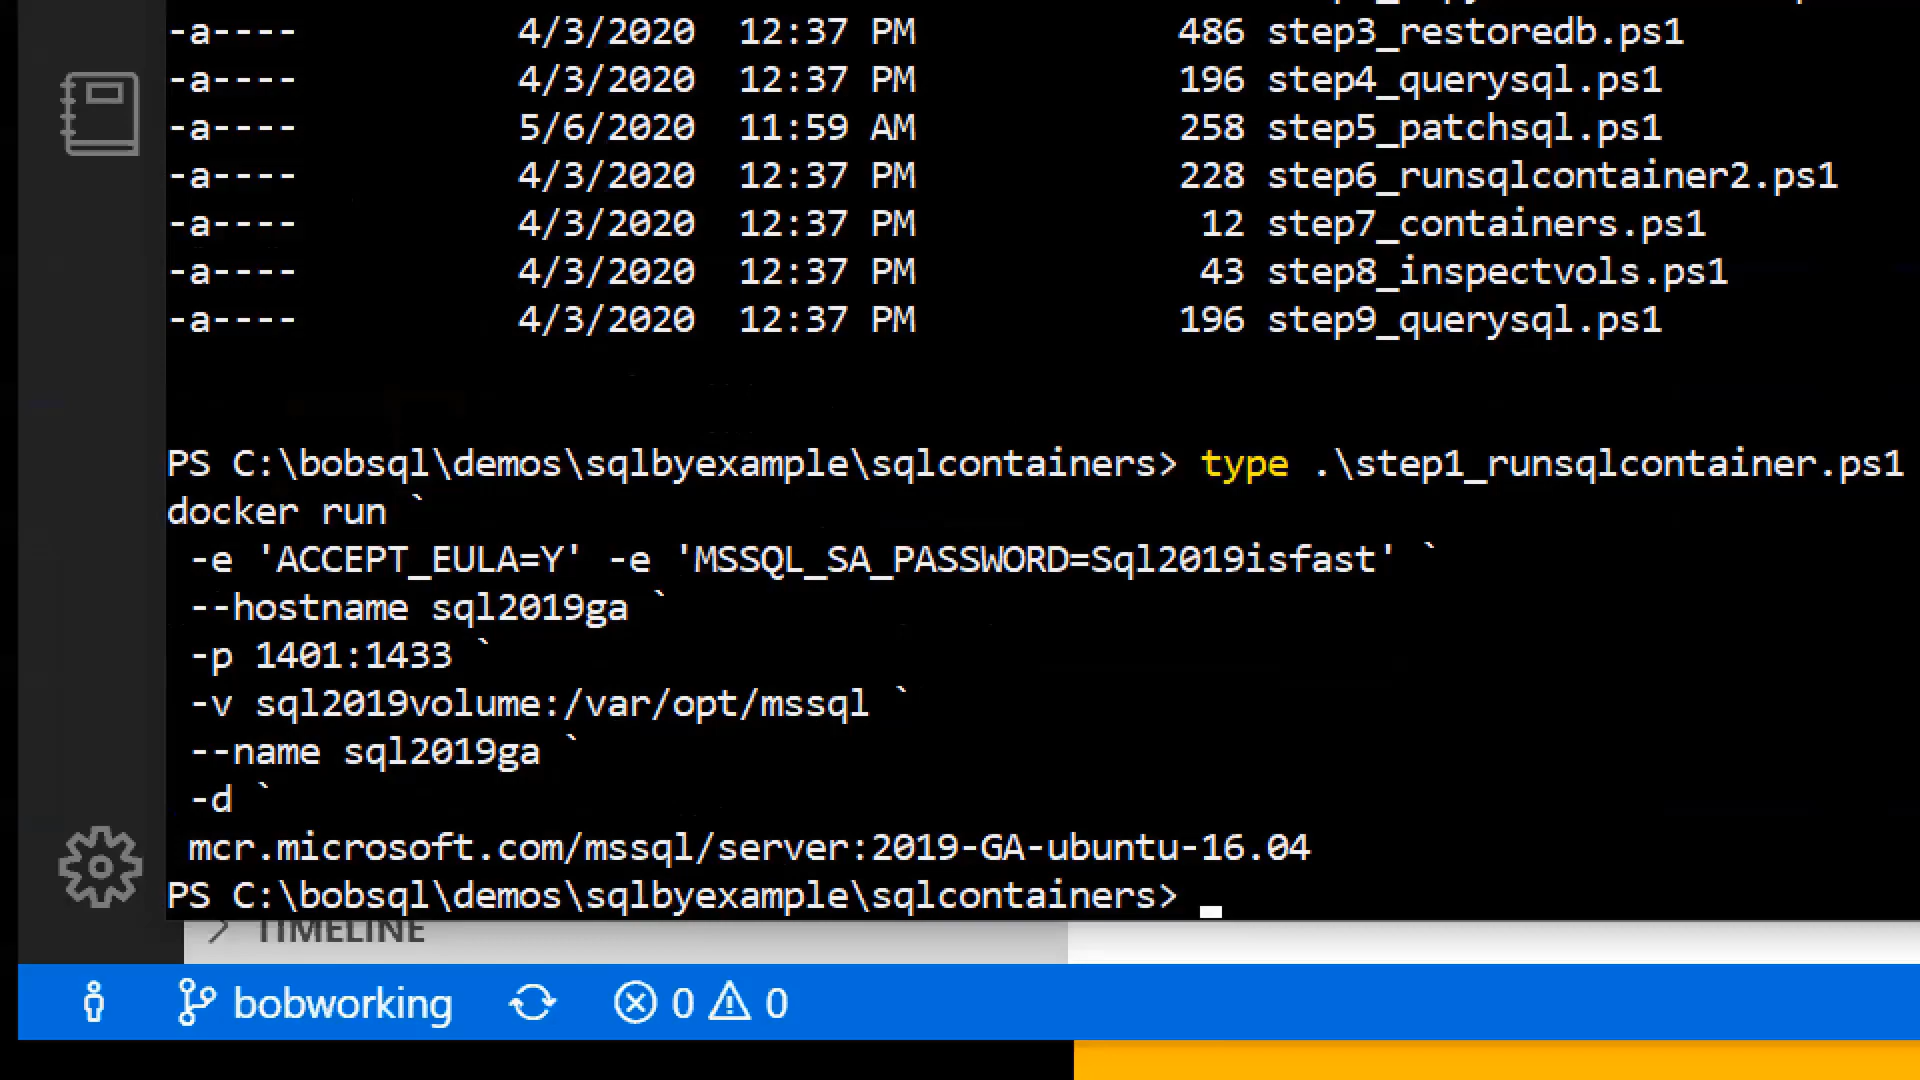 -a---- 4/3/2020 12:37 PM 486 step3_restoredb.ps1
-a---- 4/3/2020 12:37 PM 196 step4_querysql.ps1
-a---- 5/6/2020 11:59 AM 258 step5_patchsql.ps1
-a---- 4/3/2020 12:37 PM 228 step6_runsqlcontainer2.ps1
-a---- 4/3/2020 12:37 PM 12 step7_containers.ps1
-a---- 4/3/2020 12:37 PM 43 step8_inspectvols.ps1
-a---- 4/3/2020 12:37 PM 196 step9_querysql.ps1
PS C:\bobsql\demos\sqlbyexample\sqlcontainers> type .\step1_runsqlcontainer.ps1
docker run `
-e 'ACCEPT_EULA=Y' -e 'MSSQL_SA_PASSWORD=Sql2019isfast' `
--hostname sql2019ga `
-p 1401:1433 `
-v sql2019volume:/var/opt/mssql `
--name sql2019ga `
-d `
mcr.microsoft.com/mssql/server:2019-GA-ubuntu-16.04
PS C:\bobsql\demos\sqlbyexample\sqlcontainers>
TIMELINE
bobworking 0 0